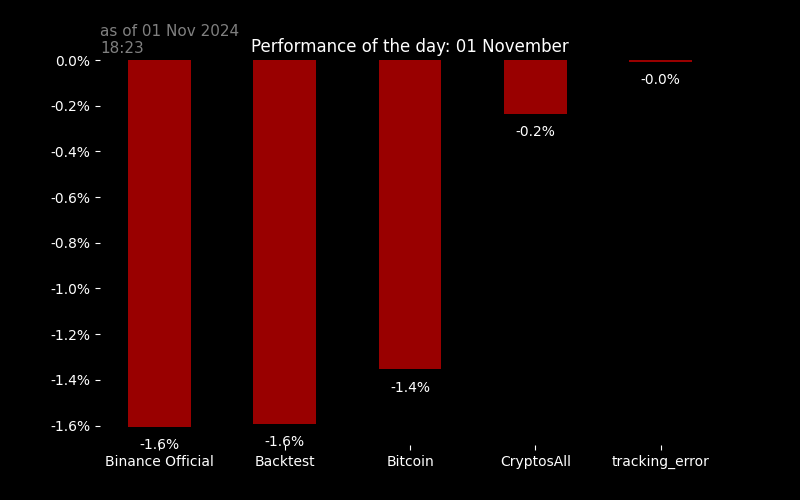 as of 01 Nov 2024
18:23
Performance of the day: 01 November
0.0%
-0.2%
-0.4%
-0.6%
-0.8%
-1.0%
-1.2%
-1.4%
-1.6%
-1.6%
-1.6%
-1.4%
-0.2%
-0.0%
Binance Official
Backtest
Bitcoin
CryptosAll
tracking_error